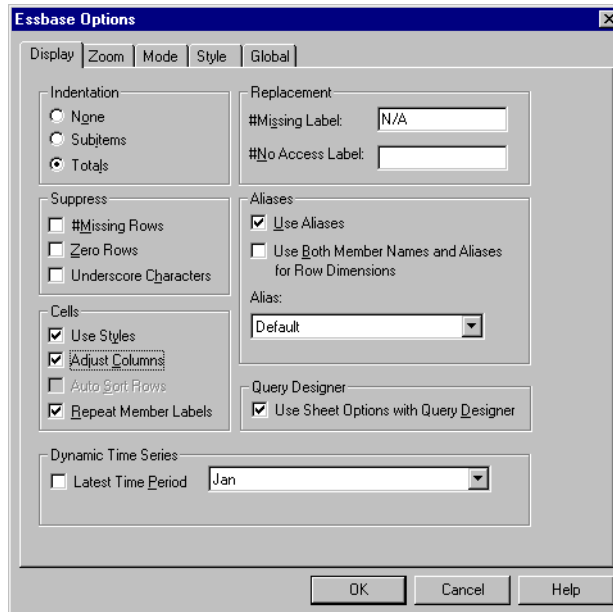 Essbase Options
Display Zoom Mode Style Global
Indentation
None
Subitems
Totals
Replacement
#Missing Label: N/A
#No Access Label:
Suppress
#Missing Rows
Zero Rows
Underscore Characters
Aliases
Use Aliases
Use Both Member Names and Aliases
for Row Dimensions
Alias:
Default
Cells
Use Styles
Adjust Columns
Auto Sort Rows
Repeat Member Labels
Query Designer
Use Sheet Options with Query Designer
Dynamic Time Series
Latest Time Period Jan
OK Cancel Help